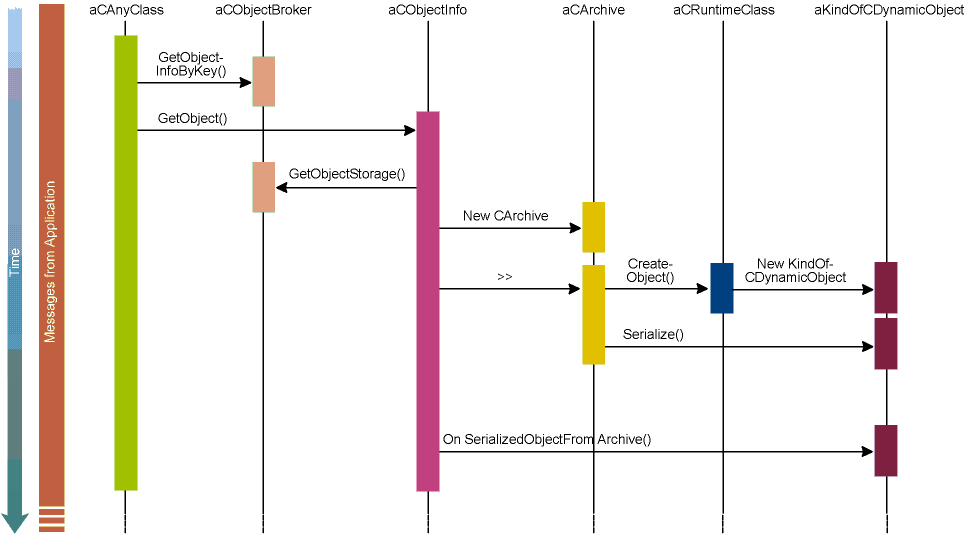 aCAnyClass
aCObjectBroker
aCObjectInfo
aCArchive
aCRuntimeClass
aKindOfCDynamicObject
GetObject-
InfoByKey()
GetObject()
GetObjectStorage()
New CArchive
>>
Create-
Object()
New KindOf-
CDynamicObject
Serialize()
On SerializedObjectFrom Archive()
Time
Messages from Application